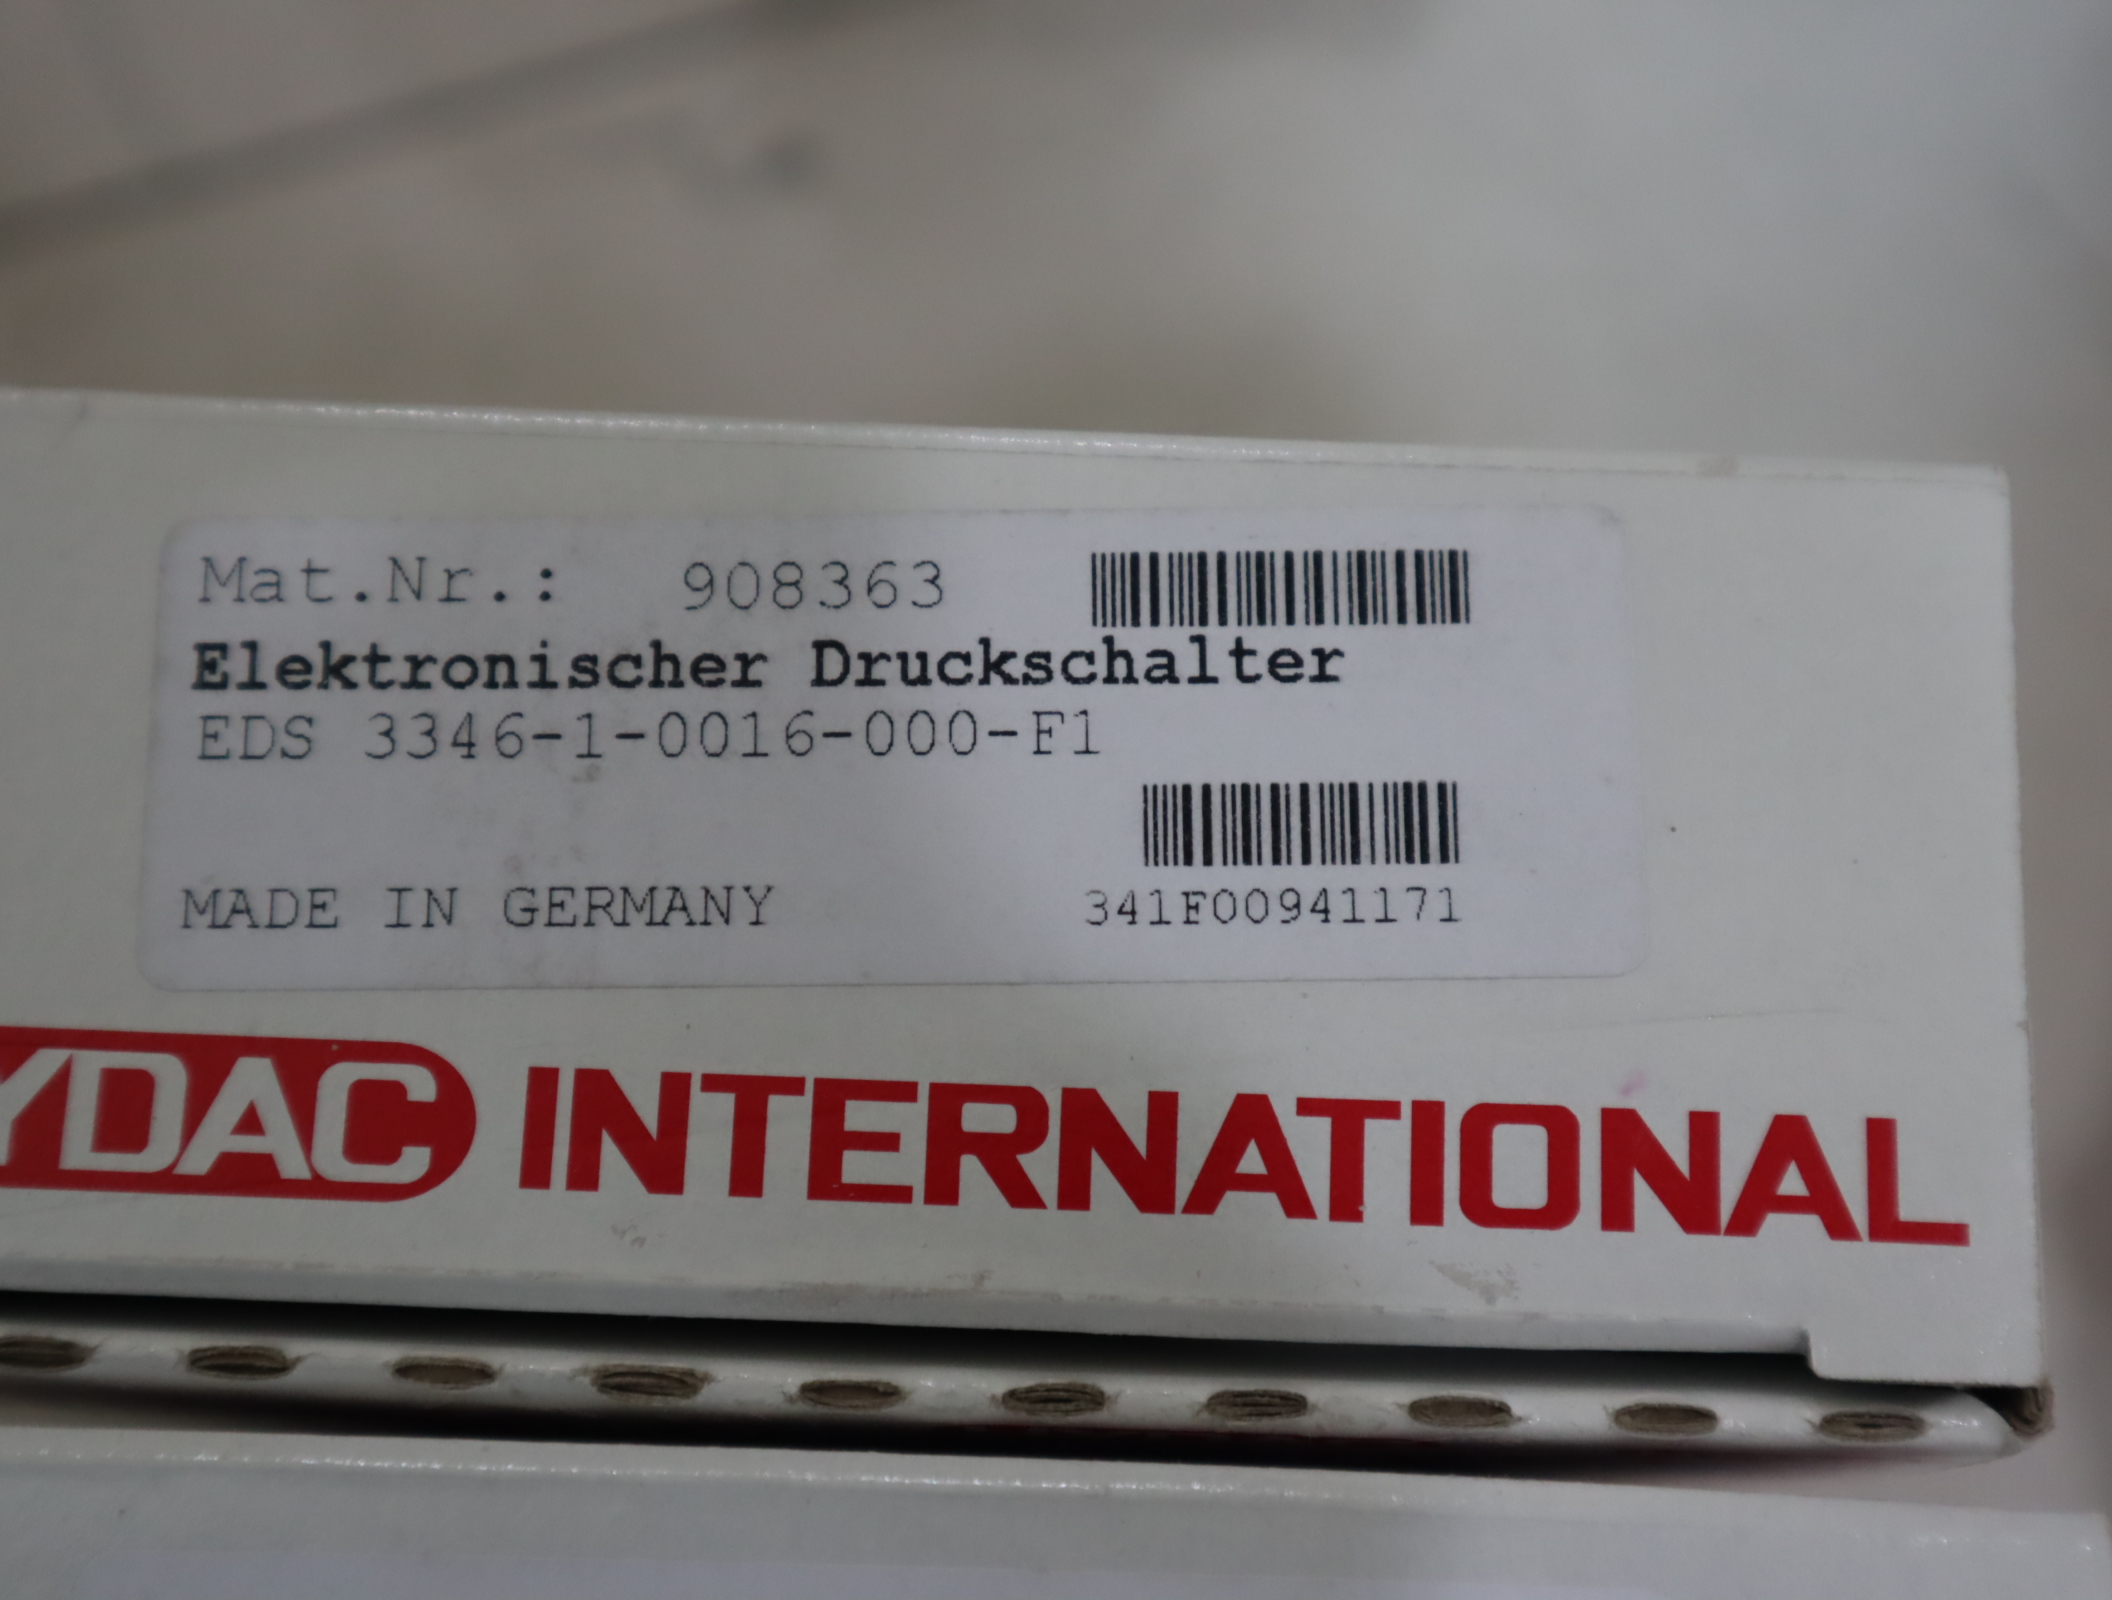 Mat.Nr.: 908363
Elektronischer Druckschalter
EDS 3346-1-0016-000-F1
MADE IN GERMANY 341F00941171
YDAC INTERNATIONAL